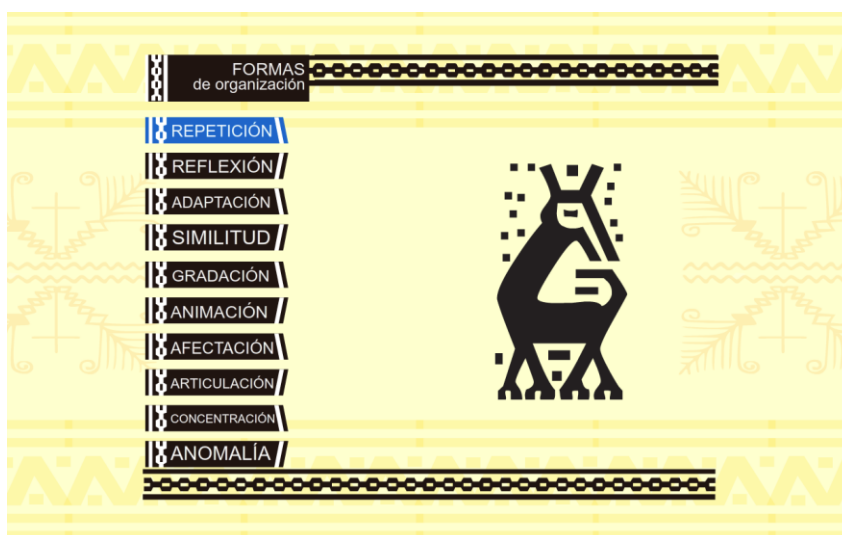 FORMAS
de organización
REPETICIÓN
REFLEXIÓN
ADAPTACIÓN
SIMILITUD
GRADACIÓN
ANIMACIÓN
AFECTACIÓN
ARTICULACIÓN
CONCENTRACIÓN
ANOMALÍA